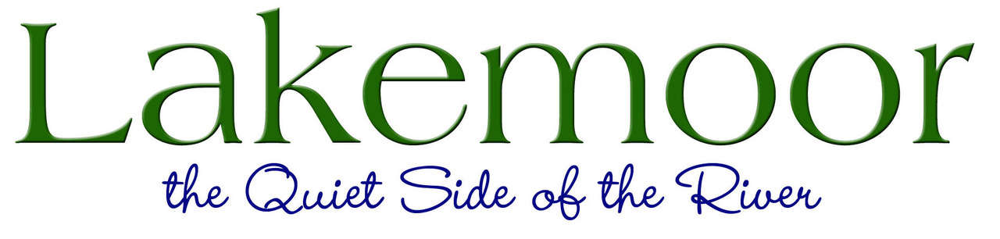 Lakemoor
the Quiet Side of the River